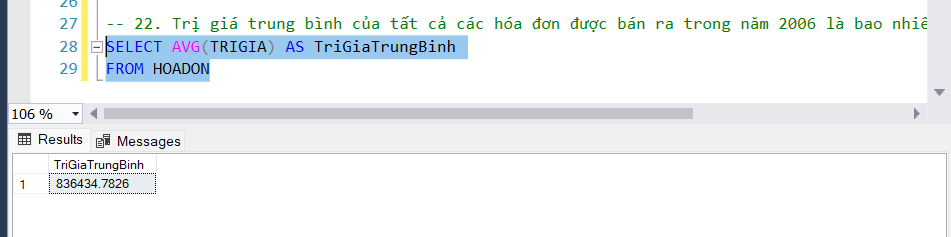 26
27 -- 22. Trị giá trung bình của tất cả các hóa đơn được bán ra trong năm 2006 là bao
28 SELECT AVG(TRIGIA) AS TriGiaTrungBinh
29 FROM HOADON
106 %
Results Messages
TriGiaTrungBinh
1 836434.7826